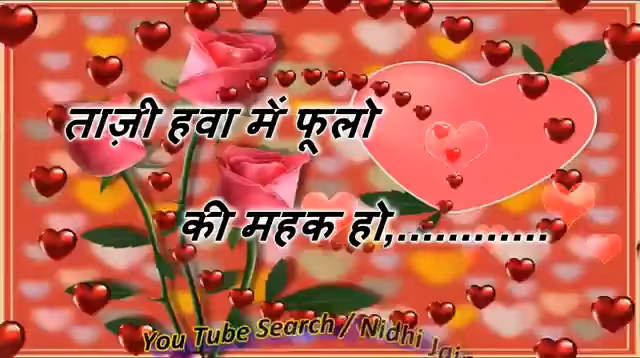 ताज़ी हवा में फूलो
की महक हो,............
You Tube Search / Nidhi